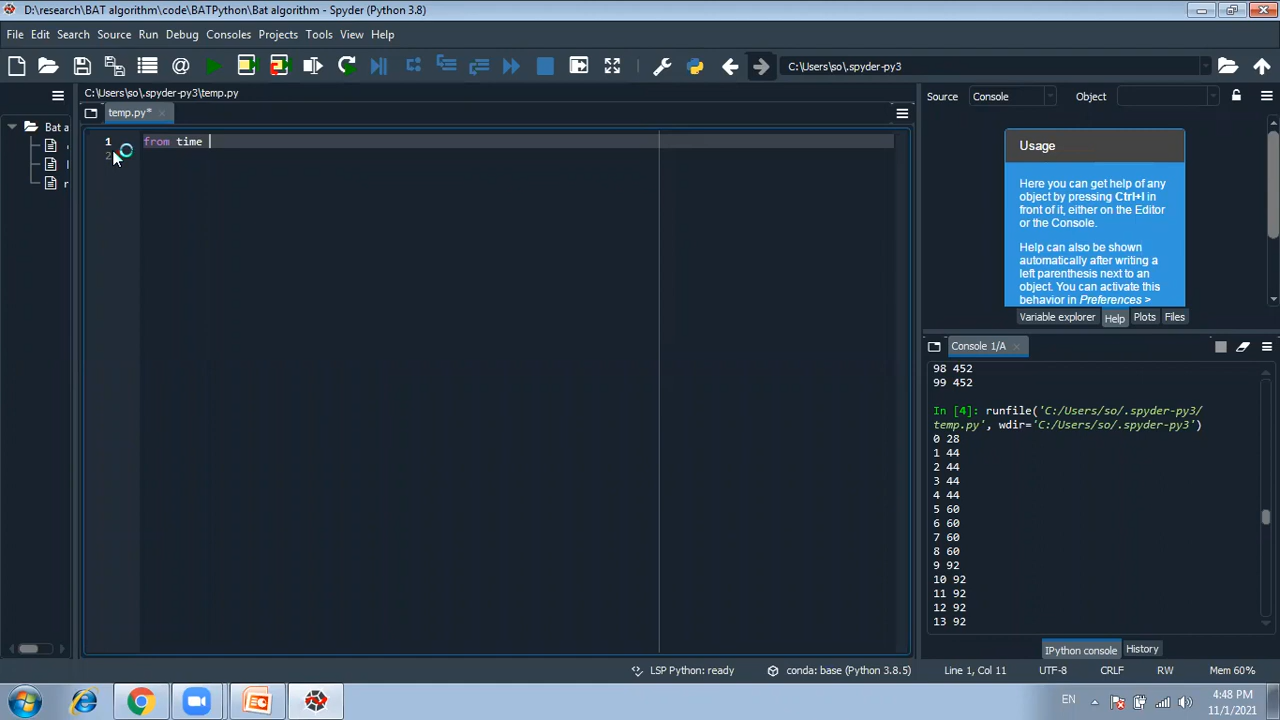 D:\research\BAT algorithm\code\BATPython\Bat algorithm - Spyder (Python 3.8)
File Edit Search Source Run Debug Consoles Projects Tools View Help
C:\Users\so\.spyder-py3
C:\Users\so\.spyder-py3\temp.py
Source Console Object
temp.py*
Bat a
1 from time
2
Usage
Here you can get help of any
object by pressing Ctrl+I in
front of it, either on the Editor
or the Console.
Help can also be shown
automatically after writing a
left parenthesis next to an
object. You can activate this
behavior in Preferences >
Variable explorer Help Plots Files
Console 1/A
98 452
99 452
In [4]: runfile('C:/Users/so/.spyder-py3/
temp.py', wdir='C:/Users/so/.spyder-py3')
0 28
1 44
2 44
3 44
4 44
5 60
6 60
7 60
8 60
9 92
10 92
11 92
12 92
13 92
IPython console History
LSP Python: ready conda: base (Python 3.8.5) Line 1, Col 11 UTF-8 CRLF RW Mem 60%
EN
4:48 PM
11/1/2021